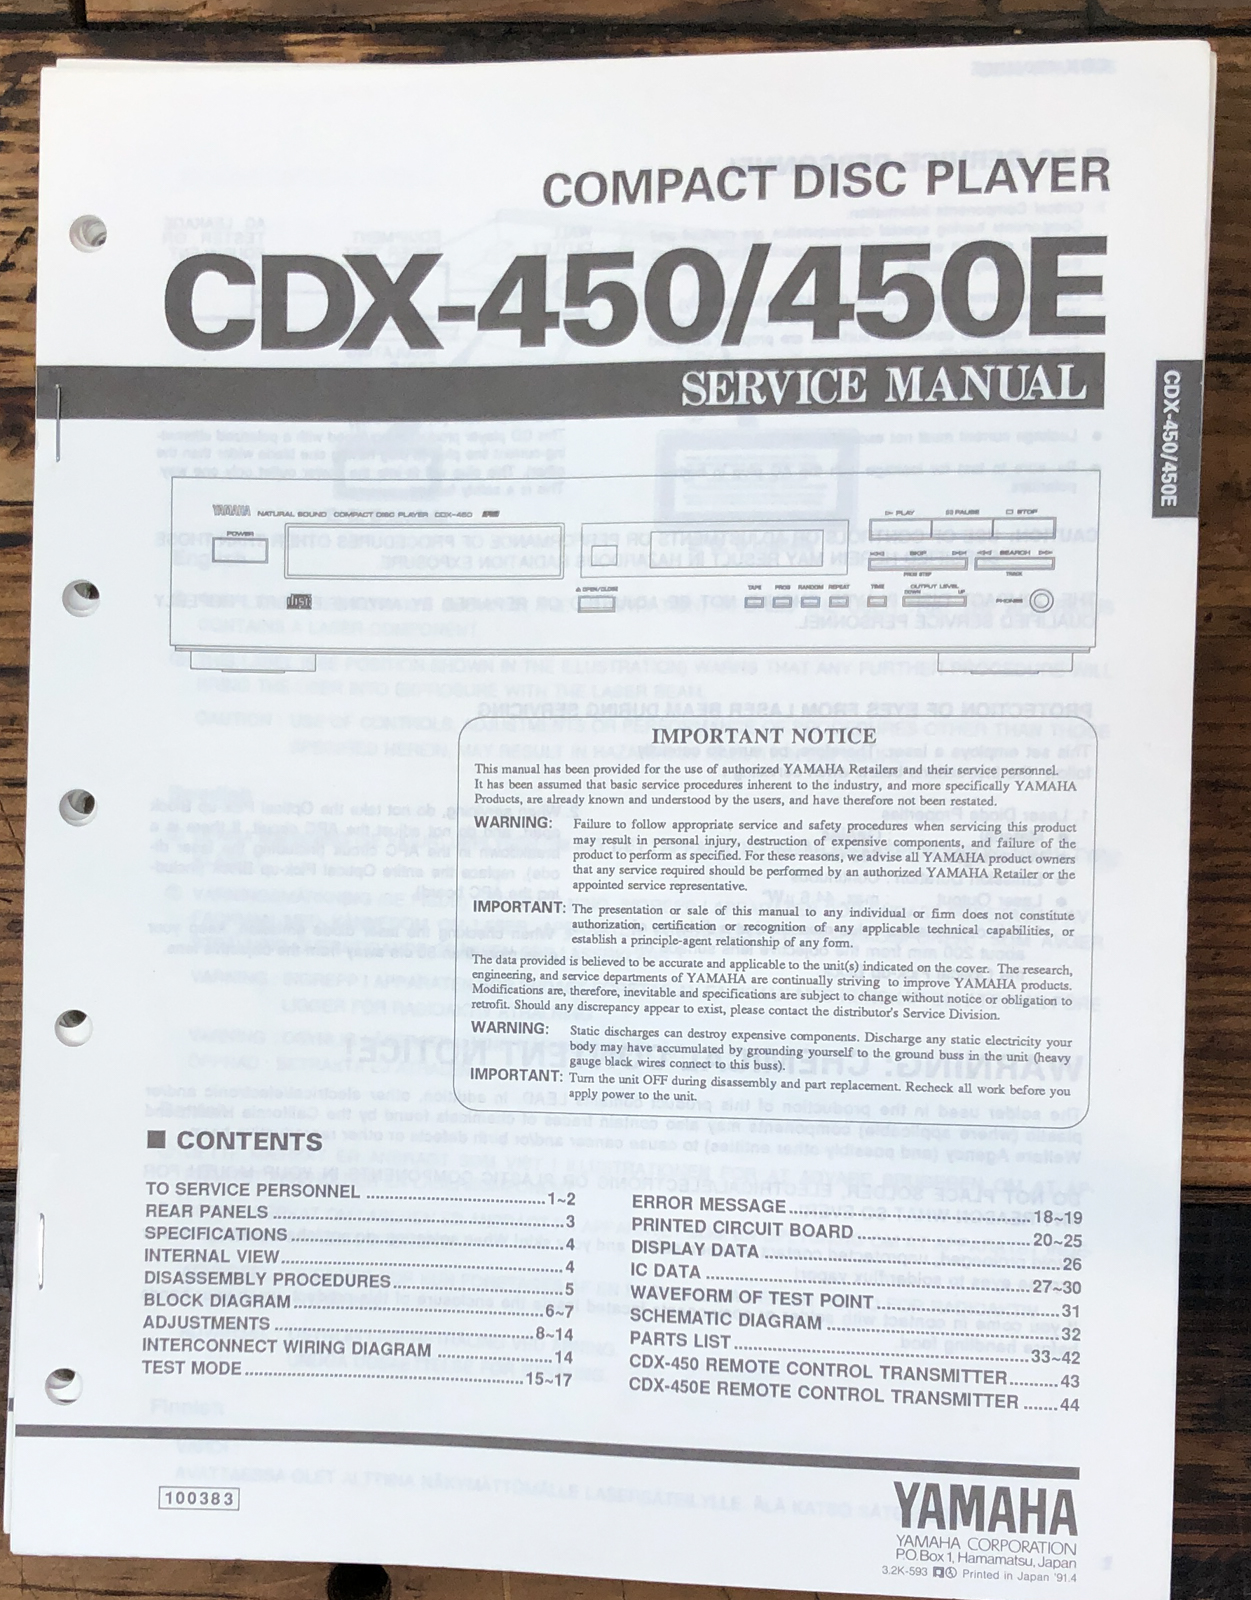 COMPACT DISC PLAYER
CDX-450/450E
SERVICE MANUAL
CDX-450/450E
YAMAHA NATURAL SOUND COMPACT DISC PLAYER CDX-450
POWER
PLAY PAUSE STOP
SKIP SEARCH
OPEN/CLOSE
TAPE PROG RANDOM REPEAT TIME OUTPUT LEVEL
DOWN UP
PHONES
IMPORTANT NOTICE
This manual has been provided for the use of authorized YAMAHA Retailers and their service personnel.
It has been assumed that basic service procedures inherent to the industry, and more specifically YAMAHA
Products, are already known and understood by the users, and have therefore not been restated.
WARNING: Failure to follow appropriate service and safety procedures when servicing this product
may result in personal injury, destruction of expensive components, and failure of the
product to perform as specified. For these reasons, we advise all YAMAHA product owners
that any service required should be performed by an authorized YAMAHA Retailer or the
appointed service representative.
IMPORTANT: The presentation or sale of this manual to any individual or firm does not constitute
authorization, certification or recognition of any applicable technical capabilities, or
establish a principle-agent relationship of any form.
The data provided is believed to be accurate and applicable to the unit(s) indicated on the cover. The research,
engineering, and service departments of YAMAHA are continually striving to improve YAMAHA products.
Modifications are, therefore, inevitable and specifications are subject to change without notice or obligation to
retrofit. Should any discrepancy appear to exist, please contact the distributor's Service Division.
WARNING: Static discharges can destroy expensive components. Discharge any static electricity your
body may have accumulated by grounding yourself to the ground buss in the unit (heavy
gauge black wires connect to this buss).
IMPORTANT: Turn the unit OFF during disassembly and part replacement. Recheck all work before you
apply power to the unit.
■ CONTENTS
TO SERVICE PERSONNEL ........ 1~2
REAR PANELS ........ 3
SPECIFICATIONS ........ 4
INTERNAL VIEW ........ 4
DISASSEMBLY PROCEDURES ........ 5
BLOCK DIAGRAM ........ 6~7
ADJUSTMENTS ........ 8~14
INTERCONNECT WIRING DIAGRAM ........ 14
TEST MODE ........ 15~17
ERROR MESSAGE ........ 18~19
PRINTED CIRCUIT BOARD ........ 20~25
DISPLAY DATA ........ 26
IC DATA ........ 27~30
WAVEFORM OF TEST POINT ........ 31
SCHEMATIC DIAGRAM ........ 32
PARTS LIST ........ 33~42
CDX-450 REMOTE CONTROL TRANSMITTER ........ 43
CDX-450E REMOTE CONTROL TRANSMITTER ........ 44
100383
YAMAHA
YAMAHA CORPORATION
P.O.Box 1, Hamamatsu, Japan
3.2K-593 Printed in Japan '91.4